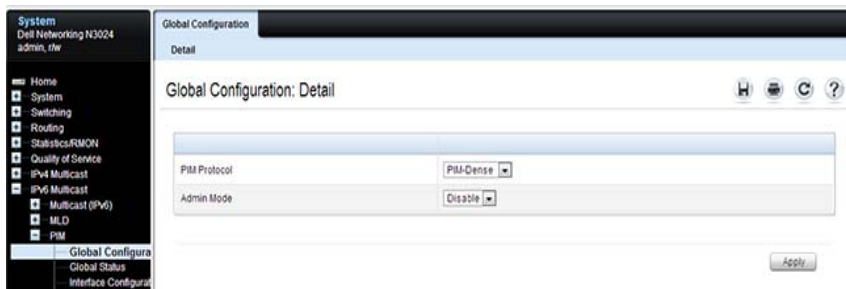 System
Dell Networking N3024
admin, r/w
Global Configuration
Detail
Home
System
Switching
Routing
Statistics/RMON
Quality of Service
IPv4 Multicast
IPv6 Multicast
Multicast (IPv6)
MLD
PIM
Global Configura
Global Status
Interface Configurat
Global Configuration: Detail
?
PIM Protocol PIM-Dense
Admin Mode Disable
Apply